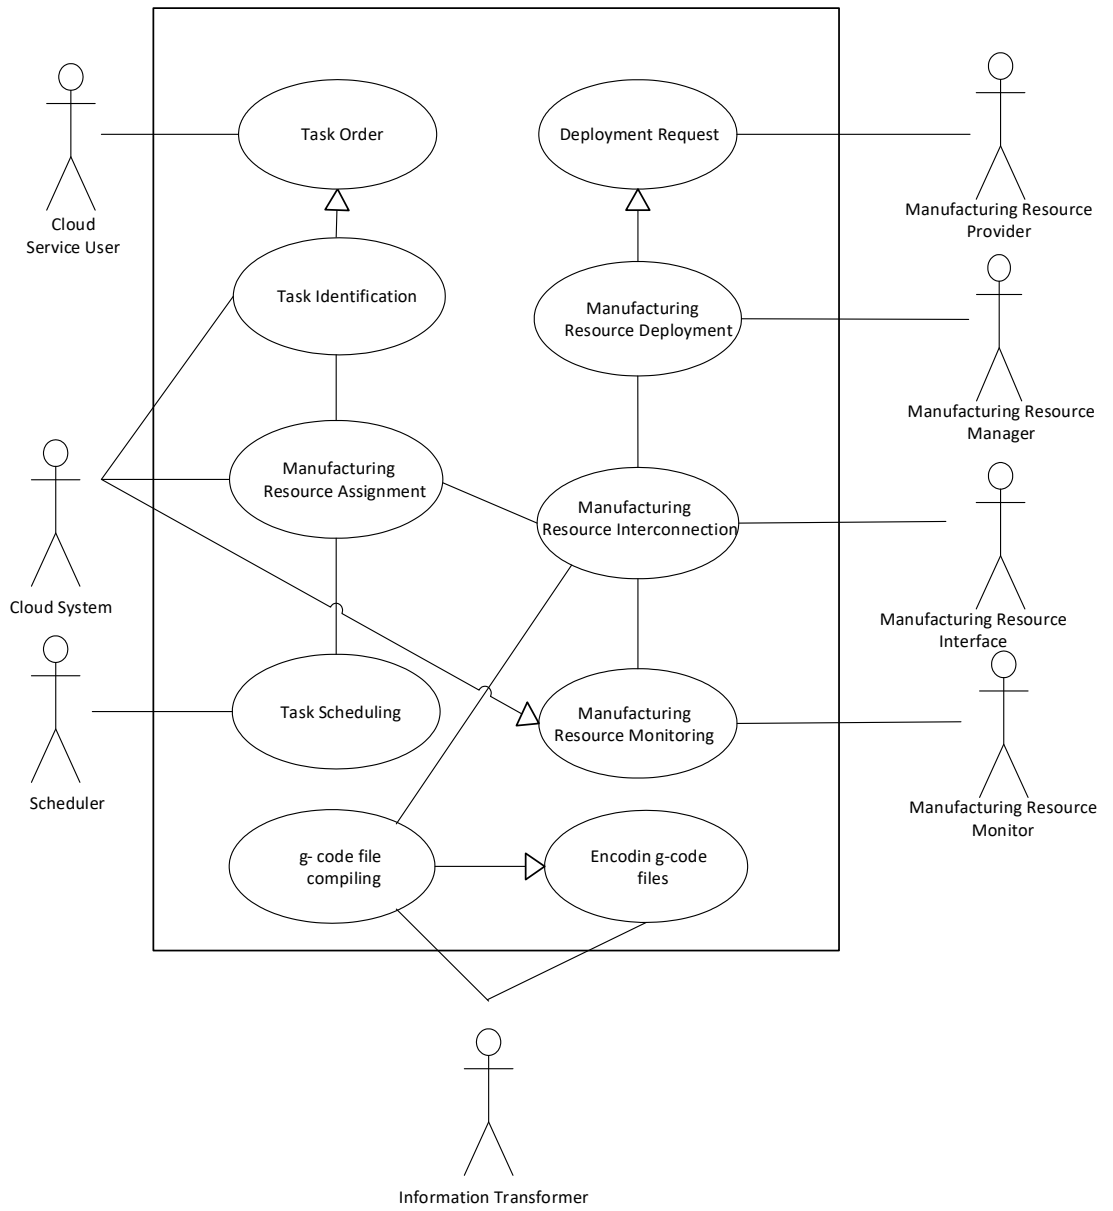 Task Order
Deployment Request
Cloud
Service User
Manufacturing Resource
Provider
Task Identification
Manufacturing
Resource Deployment
Manufacturing Resource
Manager
Manufacturing
Resource Assignment
Manufacturing
Resource Interconnection
Cloud System
Manufacturing Resource
Interface
Task Scheduling
Manufacturing
Resource Monitoring
Scheduler
Manufacturing Resource
Monitor
g- code file
compiling
Encodin g-code
files
Information Transformer